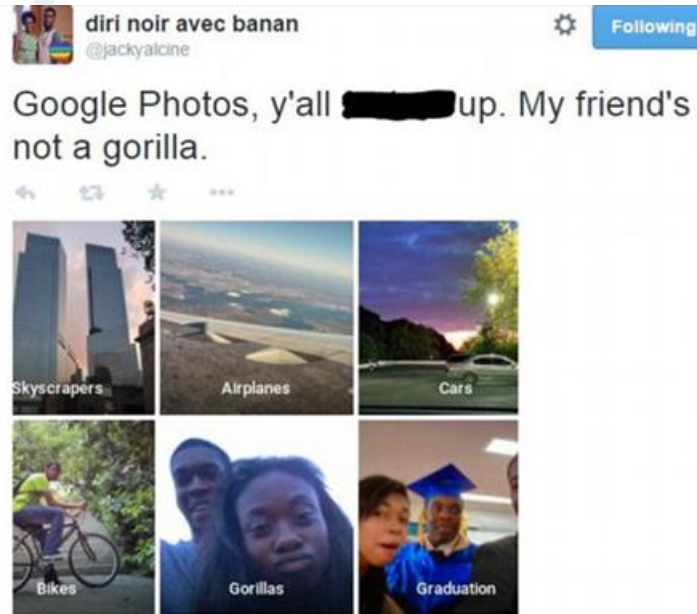 diri noir avec banan
@jackyalcine
Following
Google Photos, y'all up. My friend's
not a gorilla.
Skyscrapers
Airplanes
Cars
Bikes
Gorillas
Graduation